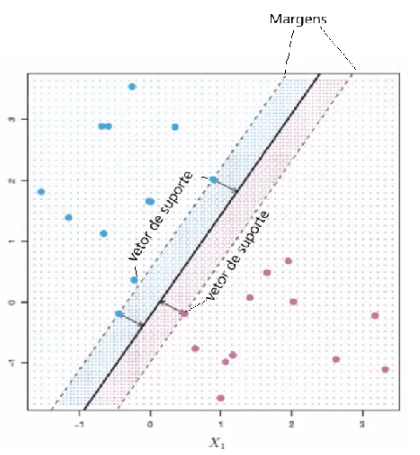 Margens
vetor de suporte
vetor de suporte
3
2
1
0
-1
-1
0
1
2
3
X₁